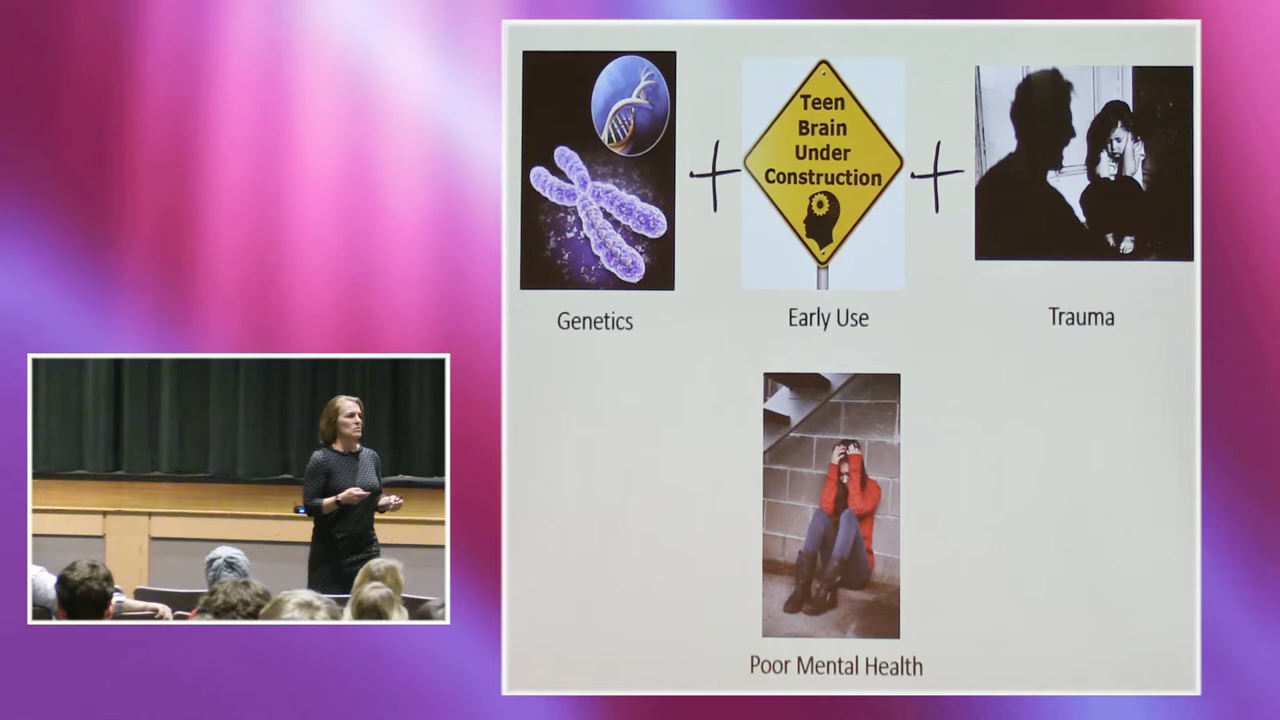 Teen
Brain
Under
Construction
+
+
Genetics
Early Use
Trauma
Poor Mental Health